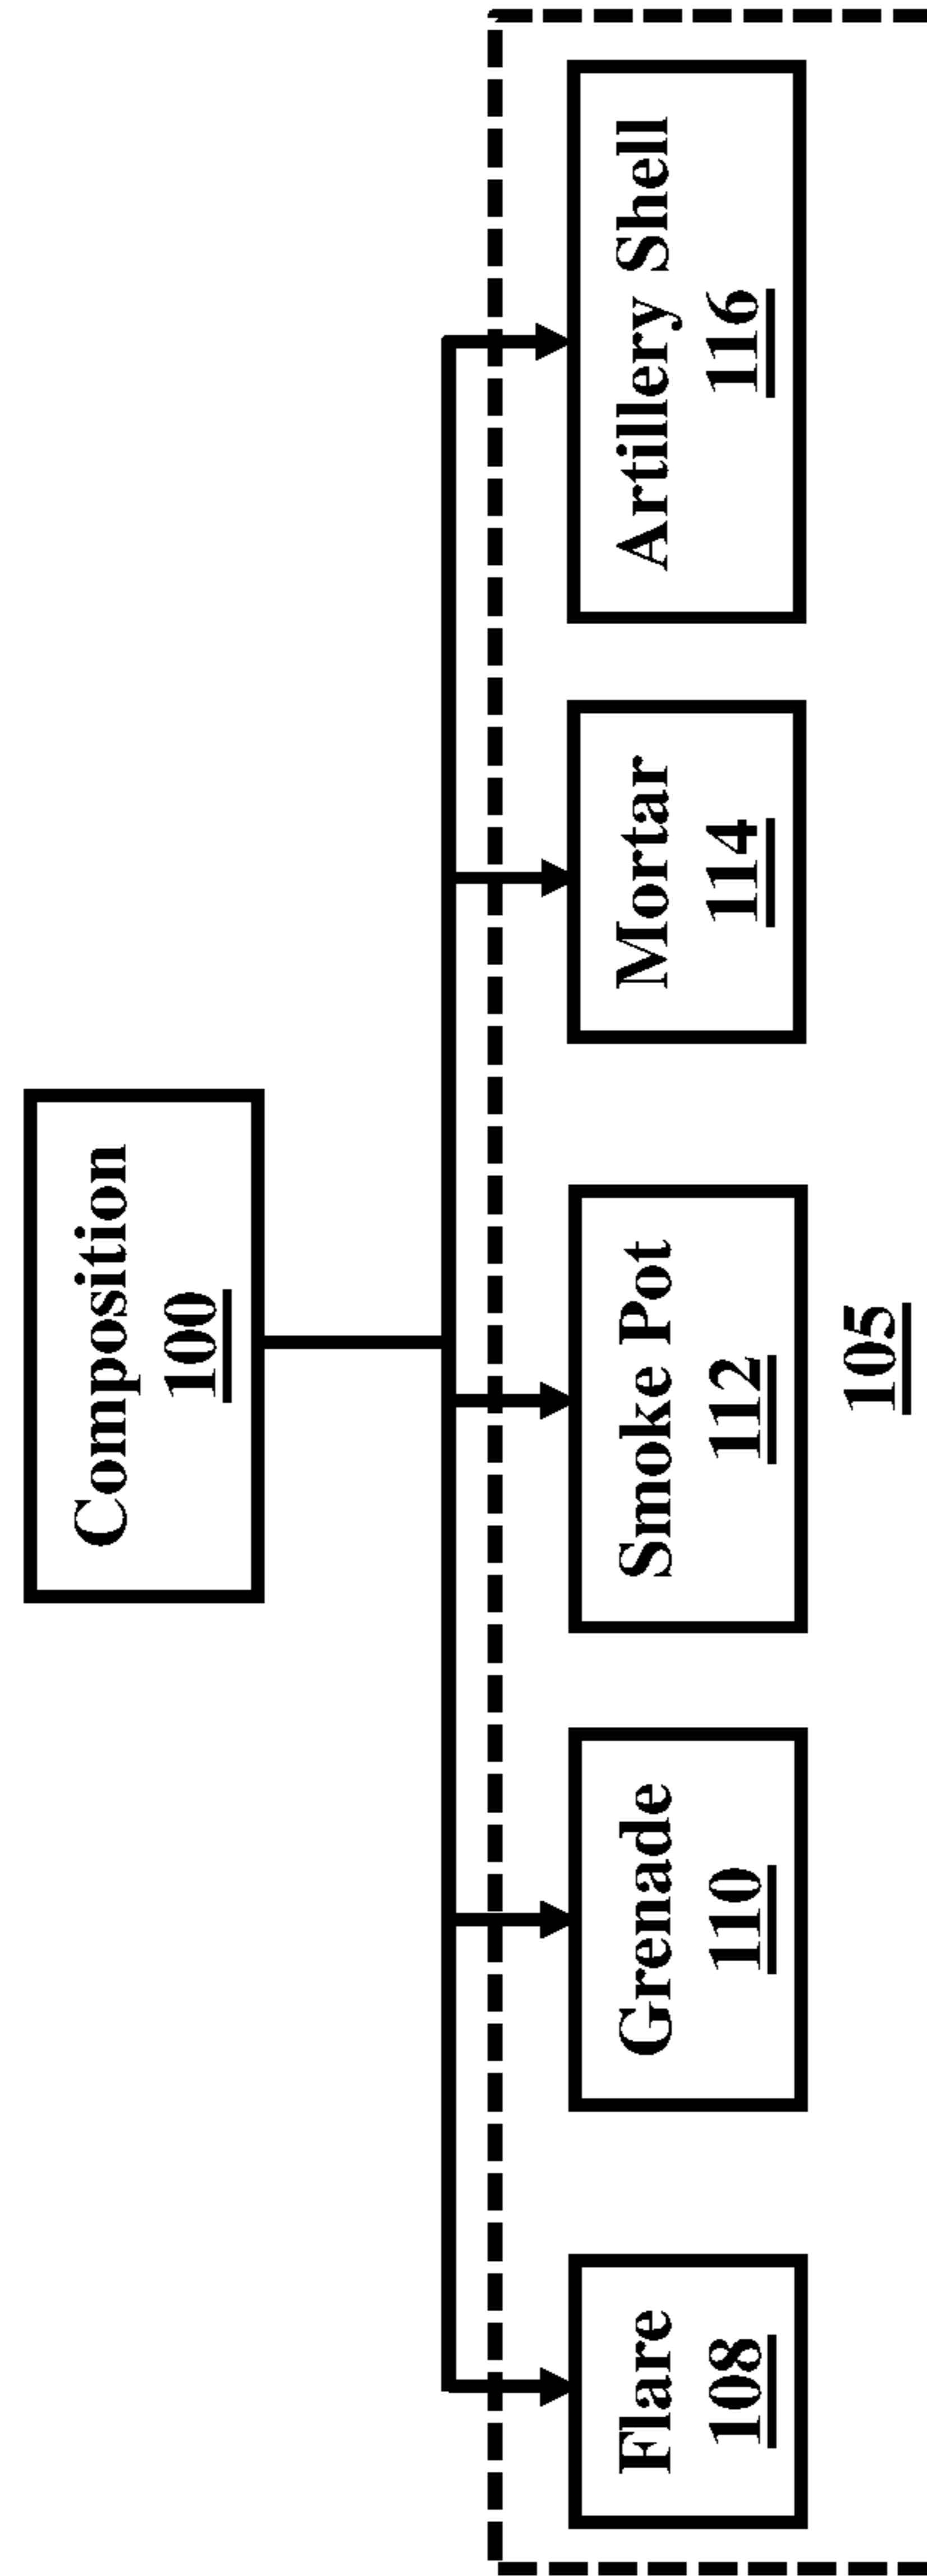 Composition
100
Flare
108
Grenade
110
Smoke Pot
112
Mortar
114
Artillery Shell
116
105